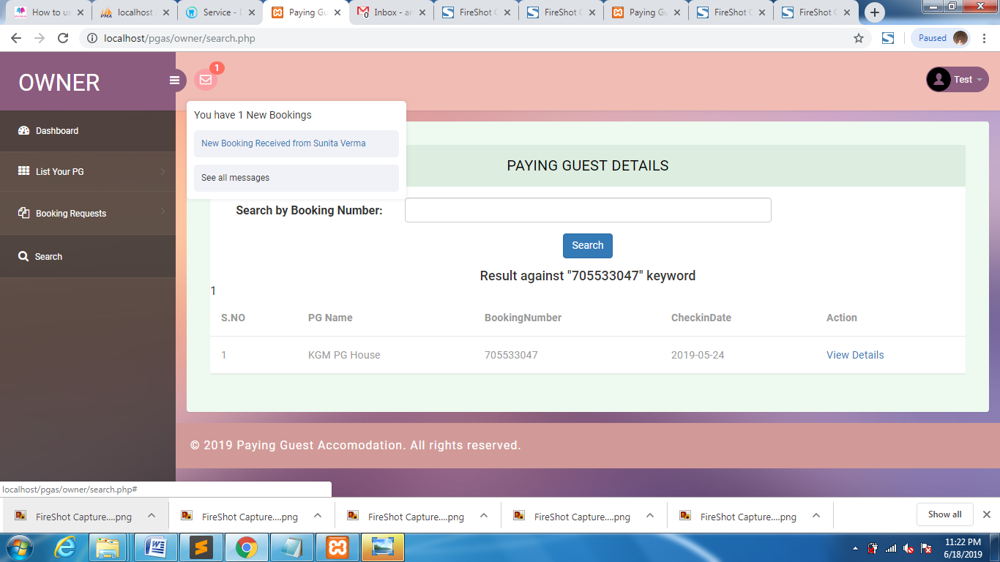 How to us
localhost
Service - D
Paying Gu
Inbox - an
FireShot C
FireShot C
Paying Gu
FireShot C
FireShot C
localhost/pgas/owner/search.php
Paused
OWNER
1
Test
You have 1 New Bookings
New Booking Received from Sunita Verma
See all messages
Dashboard
List Your PG
Booking Requests
Search
PAYING GUEST DETAILS
Search by Booking Number:
Search
Result against "705533047" keyword
1
S.NO PG Name BookingNumber CheckinDate Action
1 KGM PG House 705533047 2019-05-24 View Details
© 2019 Paying Guest Accomodation. All rights reserved.
localhost/pgas/owner/search.php#
FireShot Capture....png
FireShot Capture....png
FireShot Capture....png
FireShot Capture....png
FireShot Capture....png
Show all
11:22 PM
6/18/2019